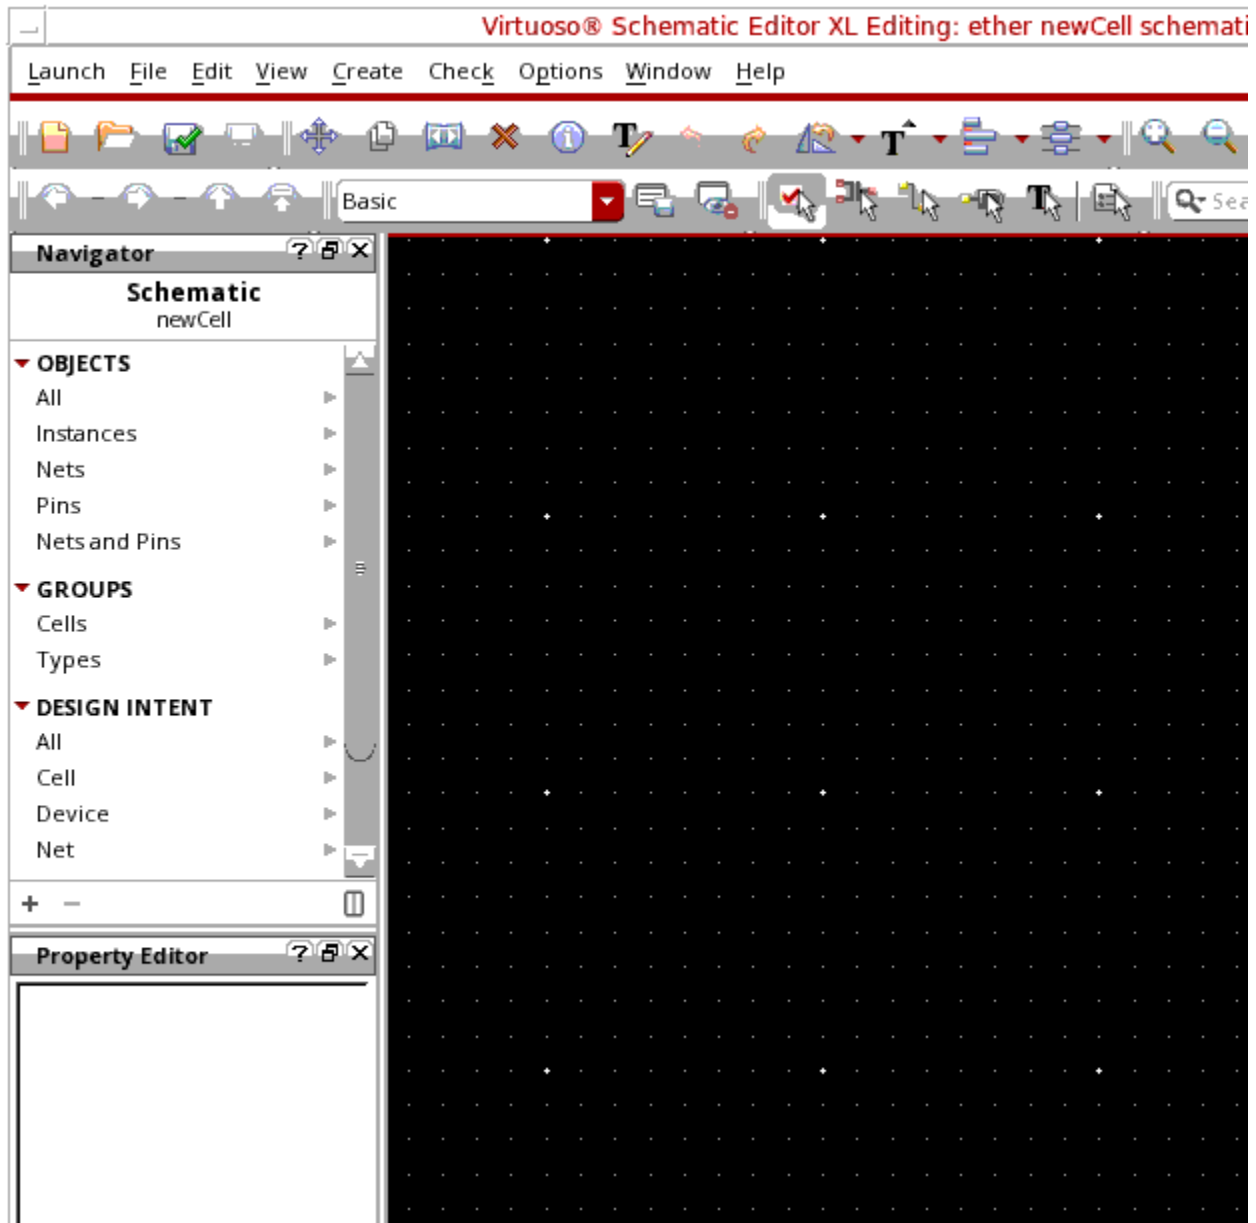 Virtuoso® Schematic Editor XL Editing: ether newCell schemati
Launch File Edit View Create Check Options Window Help
Basic
Sea
Navigator
Schematic
newCell
OBJECTS
All
Instances
Nets
Pins
Nets and Pins
GROUPS
Cells
Types
DESIGN INTENT
All
Cell
Device
Net
Property Editor